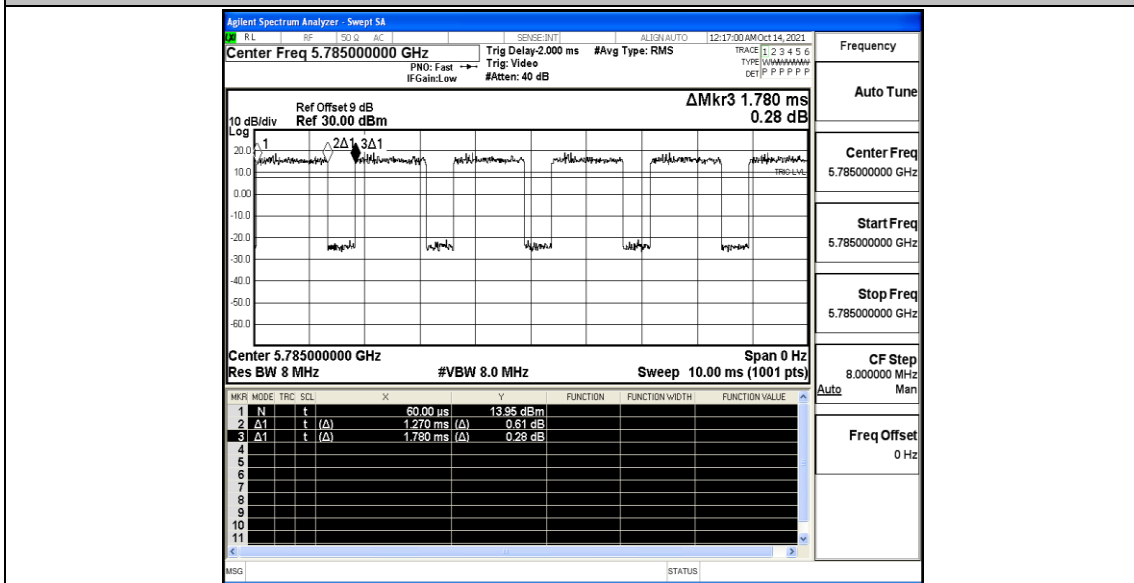 Agilent Spectrum Analyzer - Swept SA
LXI RL RF 50 Ω AC SENSE:INT ALIGN AUTO 12:17:00 AM Oct 14, 2021
Center Freq 5.785000000 GHz
PNO: Fast
IFGain:Low
Trig Delay-2.000 ms
Trig: Video
#Atten: 40 dB
#Avg Type: RMS
TRACE 1 2 3 4 5 6
TYPE
DET P P P P P P
Ref Offset 9 dB
10 dB/div Ref 30.00 dBm
Log
ΔMkr3 1.780 ms
0.28 dB
1 2Δ1 3Δ1
TRIG LVL
20.0
10.0
0.00
-10.0
-20.0
-30.0
-40.0
-50.0
-60.0
Center 5.785000000 GHz Span 0 Hz
Res BW 8 MHz #VBW 8.0 MHz Sweep 10.00 ms (1001 pts)
MKR MODE TRC SCL X Y FUNCTION FUNCTION WIDTH FUNCTION VALUE
1 N t 60.00 µs 13.95 dBm
2 Δ1 t (Δ) 1.270 ms (Δ) 0.61 dB
3 Δ1 t (Δ) 1.780 ms (Δ) 0.28 dB
4
5
6
7
8
9
10
11
MSG STATUS
Frequency
Auto Tune
Center Freq
5.785000000 GHz
Start Freq
5.785000000 GHz
Stop Freq
5.785000000 GHz
CF Step
8.000000 MHz
Auto Man
Freq Offset
0 Hz